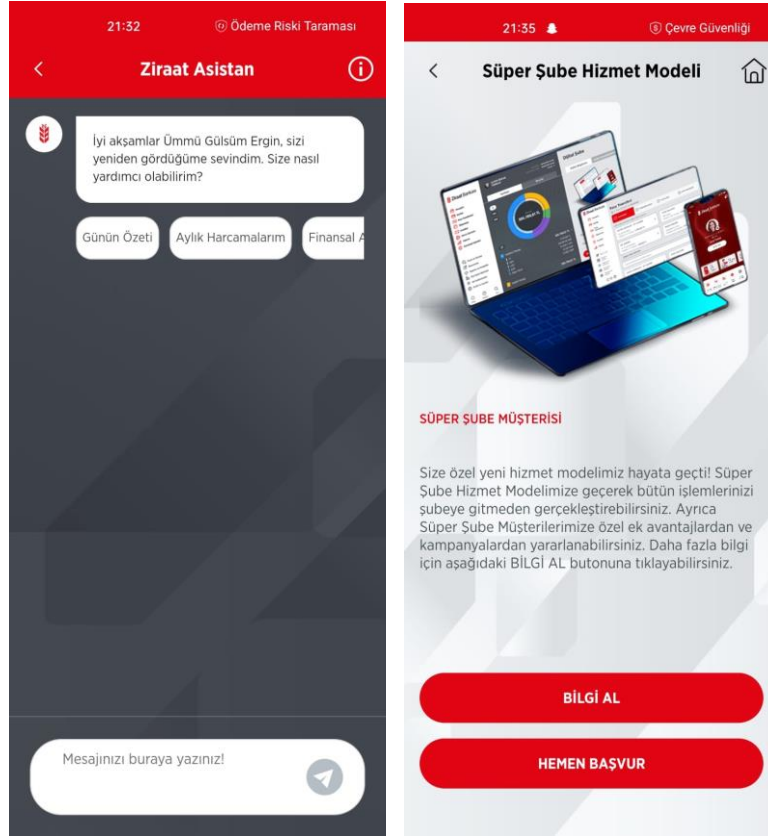 21:32
Ödeme Riski Taraması
Ziraat Asistan
İyi akşamlar Ümmü Gülsüm Ergin, sizi
yeniden gördüğüme sevindim. Size nasıl
yardımcı olabilirim?
Günün Özeti
Aylık Harcamalarım
Finansal A
Mesajınızı buraya yazınız!
21:35
Çevre Güvenliği
Süper Şube Hizmet Modeli
SÜPER ŞUBE MÜŞTERİSİ
Size özel yeni hizmet modelimiz hayata geçti! Süper
Şube Hizmet Modelimize geçerek bütün işlemlerinizi
şubeye gitmeden gerçekleştirebilirsiniz. Ayrıca
Süper Şube Müşterilerimize özel ek avantajlardan ve
kampanyalardan yararlanabilirsiniz. Daha fazla bilgi
için aşağıdaki BİLGİ AL butonuna tıklayabilirsiniz.
BİLGİ AL
HEMEN BAŞVUR